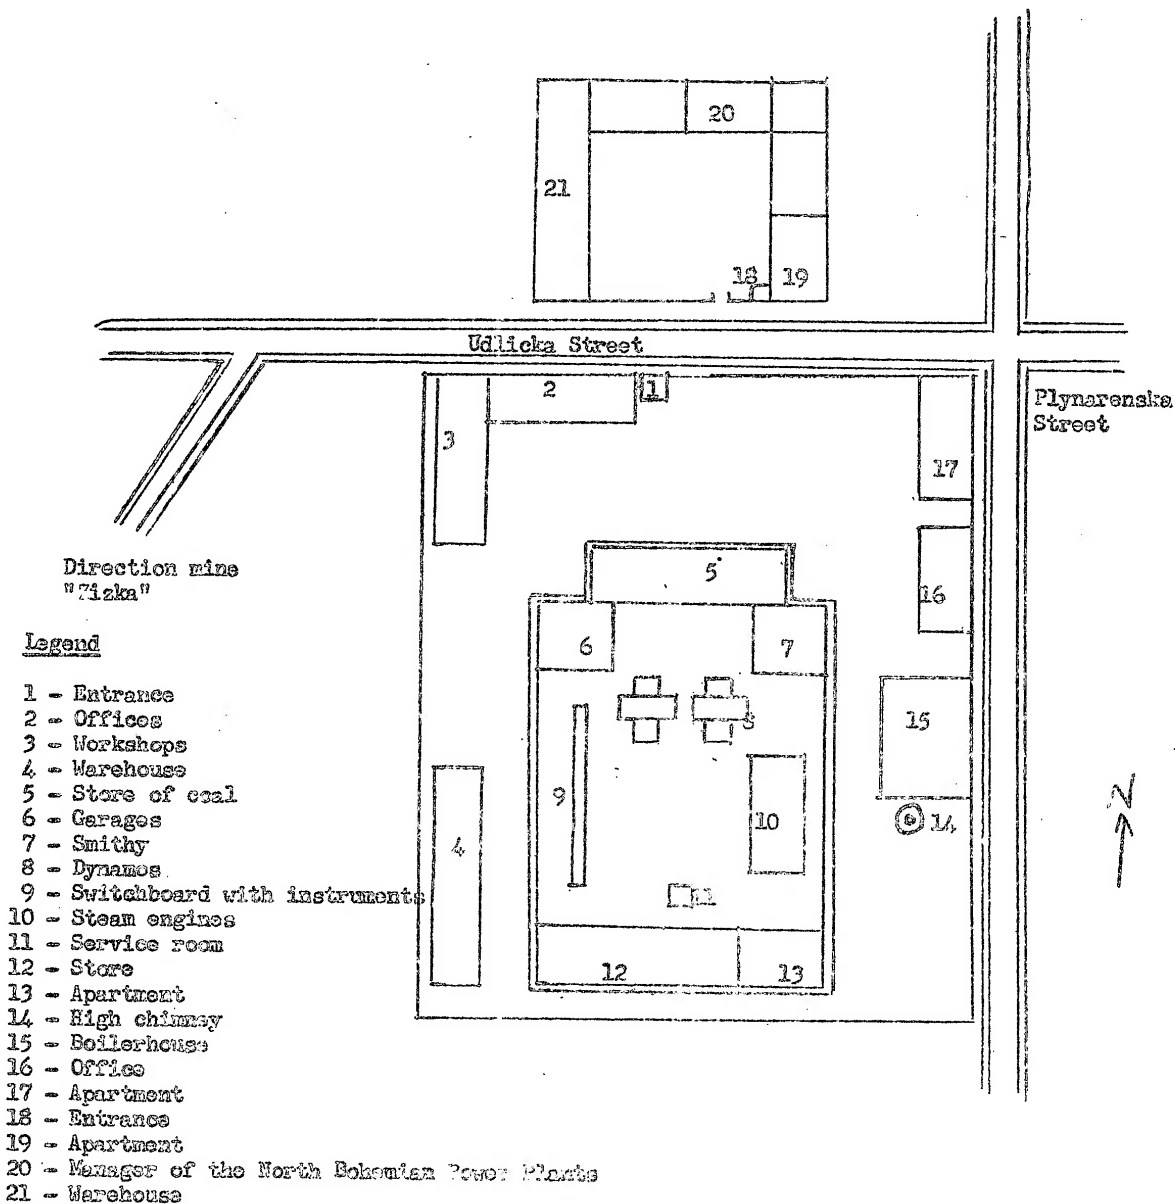 20
21
18
19
Udlicka Street
2
1
Plynarenska
Street
3
17
Direction mine
"Zizka"
5
16
Legend
6
7
8
15
9
10
14
N
4
11
12
13
1 - Entrance
2 - Offices
3 - Workshops
4 - Warehouse
5 - Store of coal
6 - Garages
7 - Smithy
8 - Dynamos
9 - Switchboard with instruments
10 - Steam engines
11 - Service room
12 - Store
13 - Apartment
14 - High chimney
15 - Boilerhouse
16 - Office
17 - Apartment
18 - Entrance
19 - Apartment
20 - Manager of the North Bohemian Power Plants
21 - Warehouse